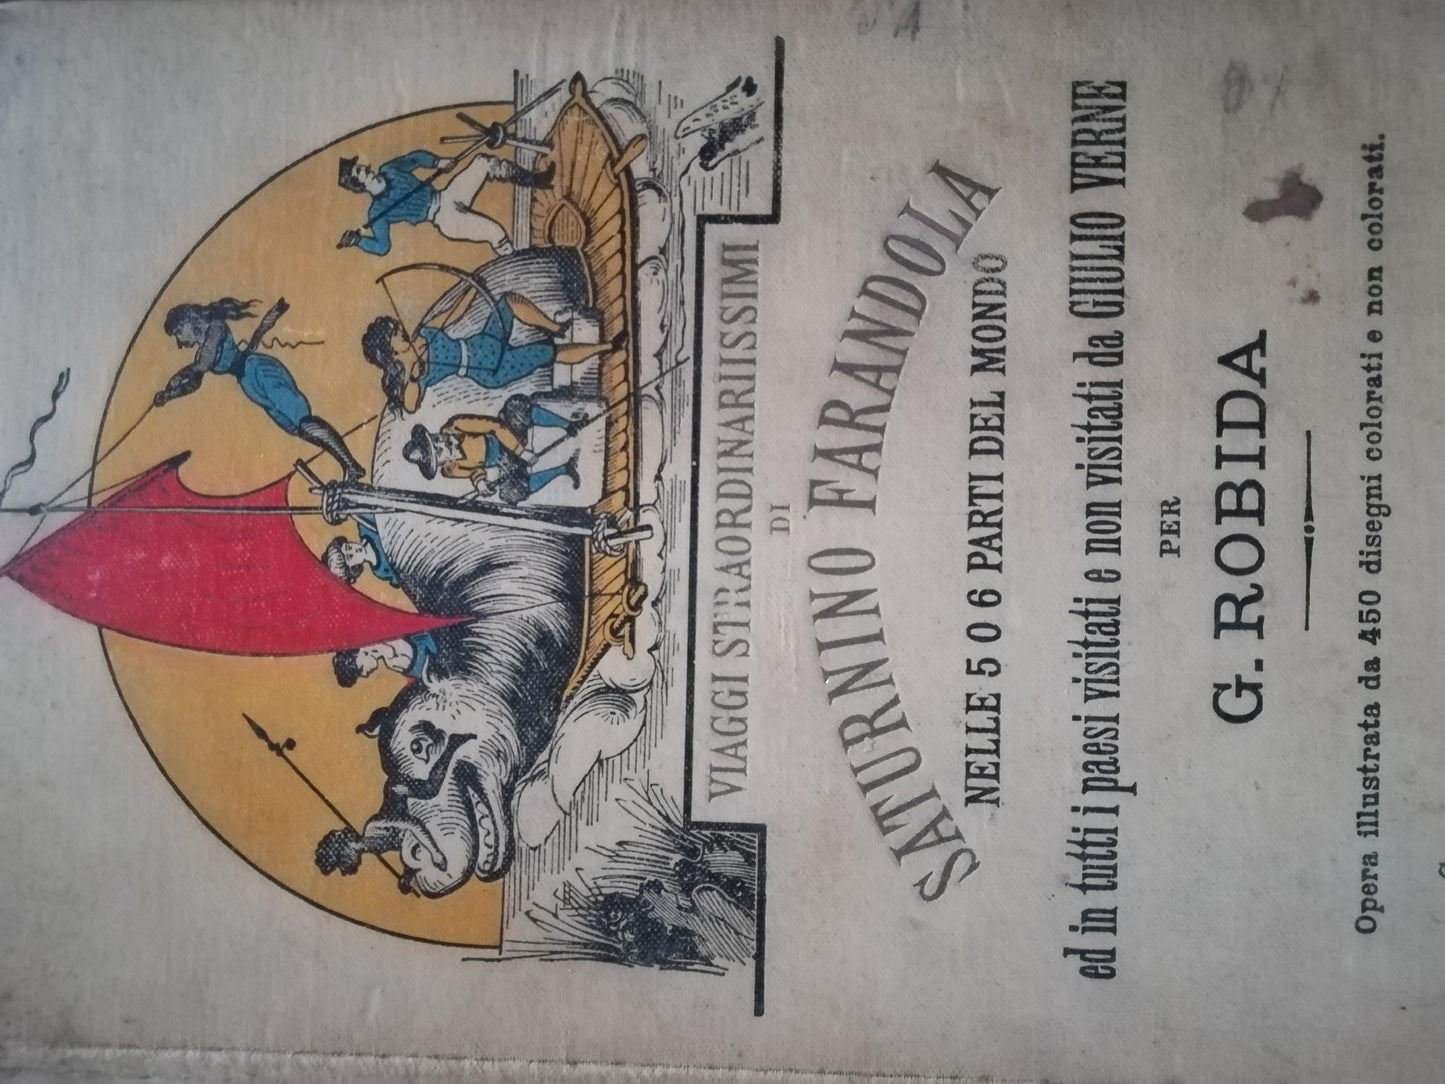 VIAGGI STRAORDINARIISSIMI
DI
SATURNINO FARANDOLA
NELLE 5 O 6 PARTI DEL MONDO
ed in tutti i paesi visitati e non visitati da GIULIO VERNE
PER
G. ROBIDA
Opera illustrata da 450 disegni colorati e non colorati.